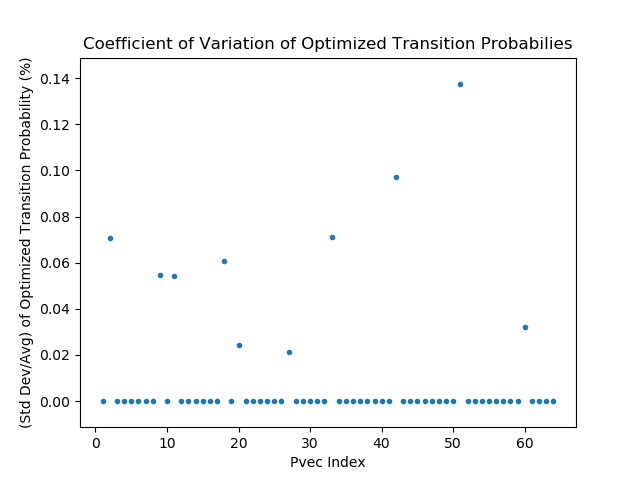 Coefficient of Variation of Optimized Transition Probabilies
(Std Dev/Avg) of Optimized Transition Probability (%)
0.14
0.12
0.10
0.08
0.06
0.04
0.02
0.00
0 10 20 30 40 50 60
Pvec Index